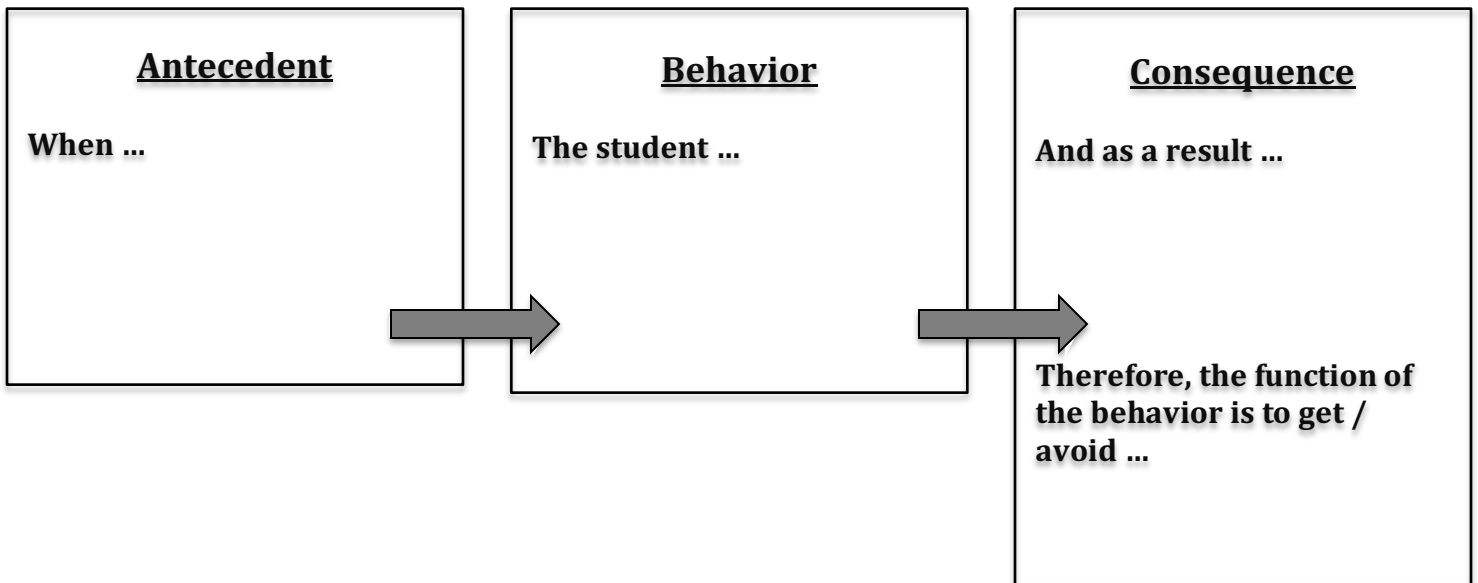 Antecedent
When …
Behavior
The student …
Consequence
And as a result …
Therefore, the function of
the behavior is to get /
avoid …